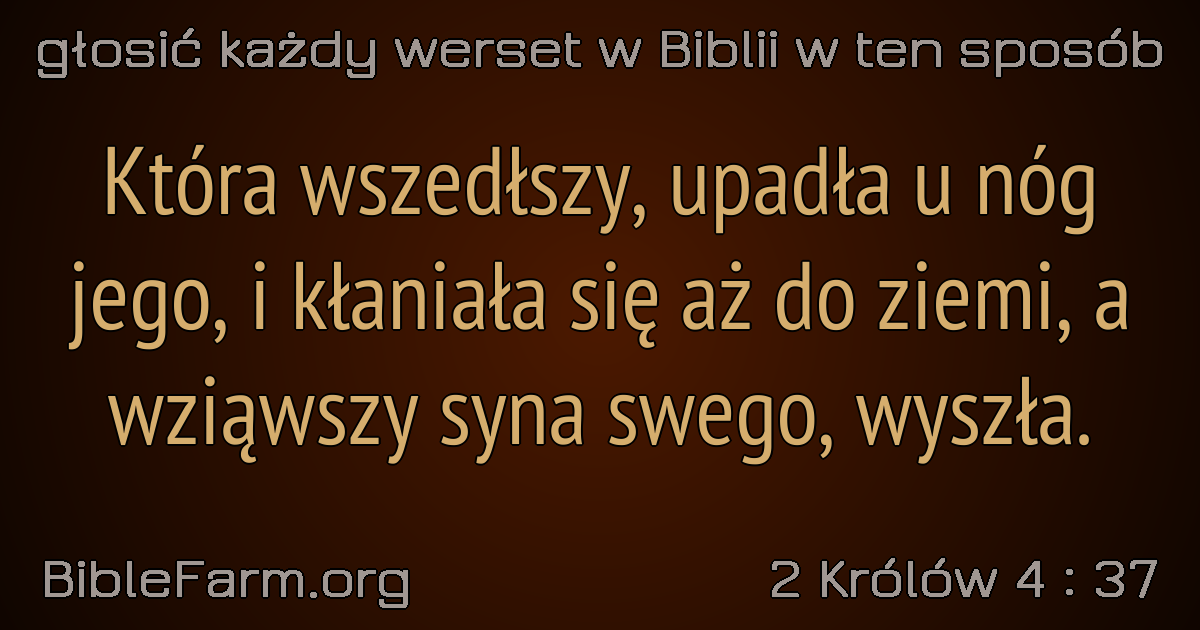 głosić każdy werset w Biblii w ten sposób
Która wszedłszy, upadła u nóg
jego, i kłaniała się aż do ziemi, a
wziąwszy syna swego, wyszła.
BibleFarm.org
2 Królów 4 : 37